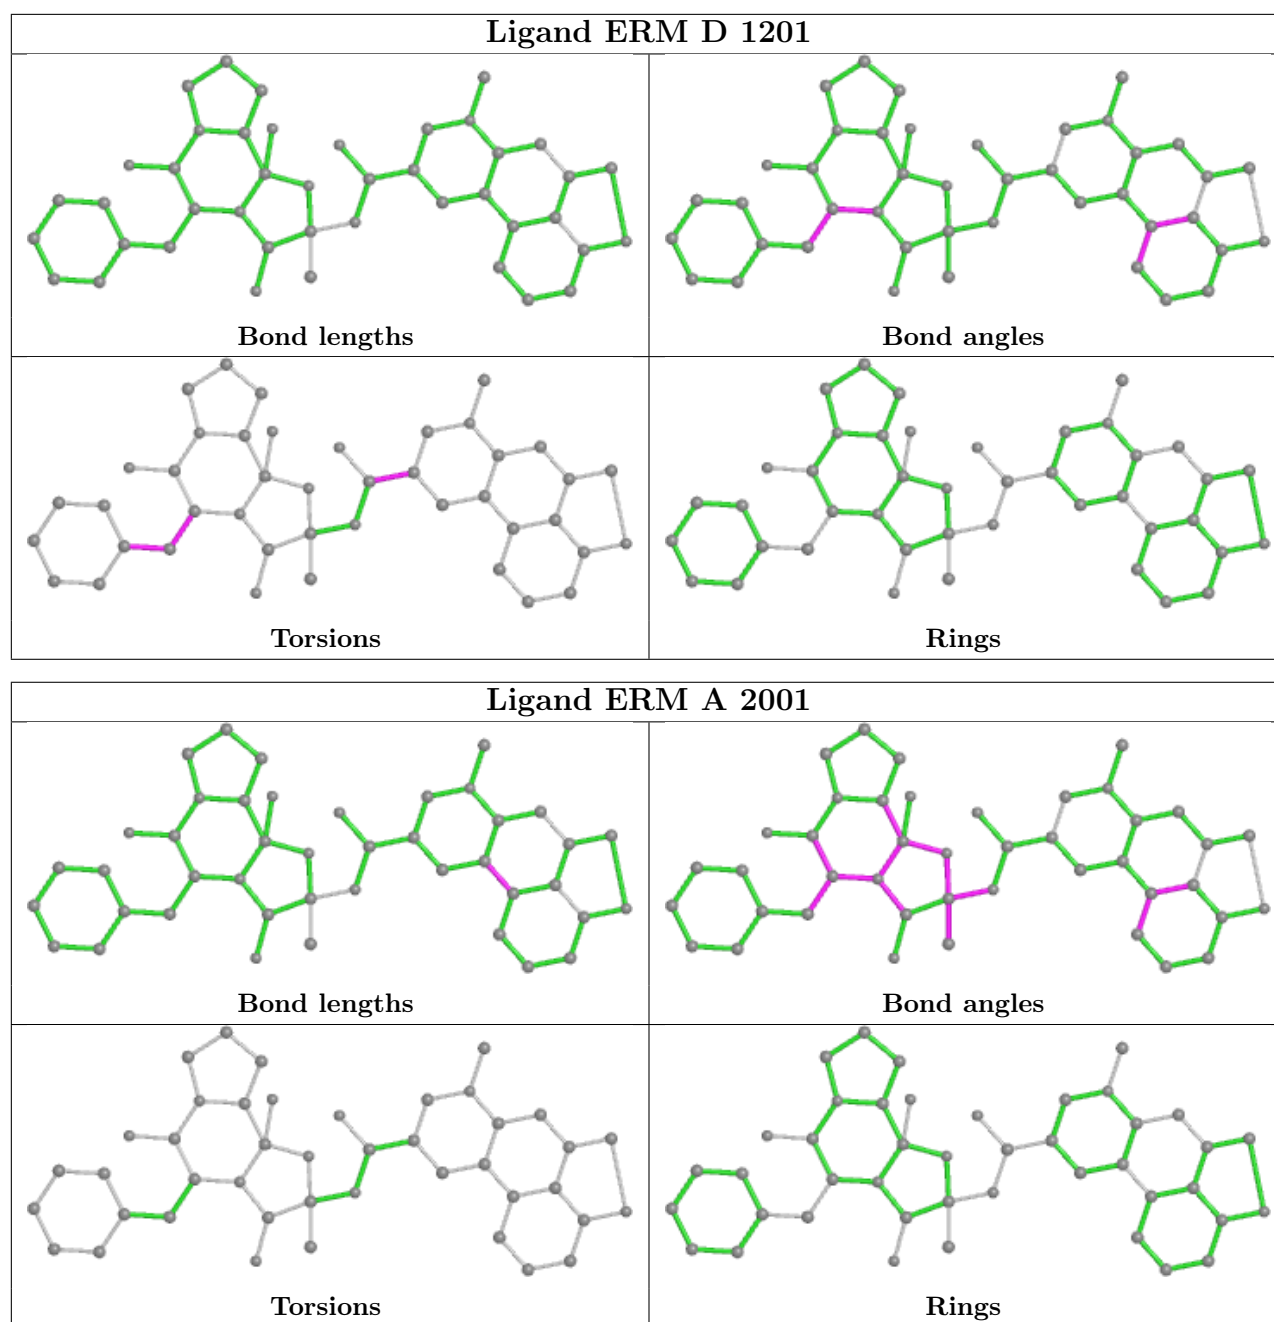 Ligand ERM D 1201
Bond lengths
Bond angles
Torsions
Rings
Ligand ERM A 2001
Bond lengths
Bond angles
Torsions
Rings